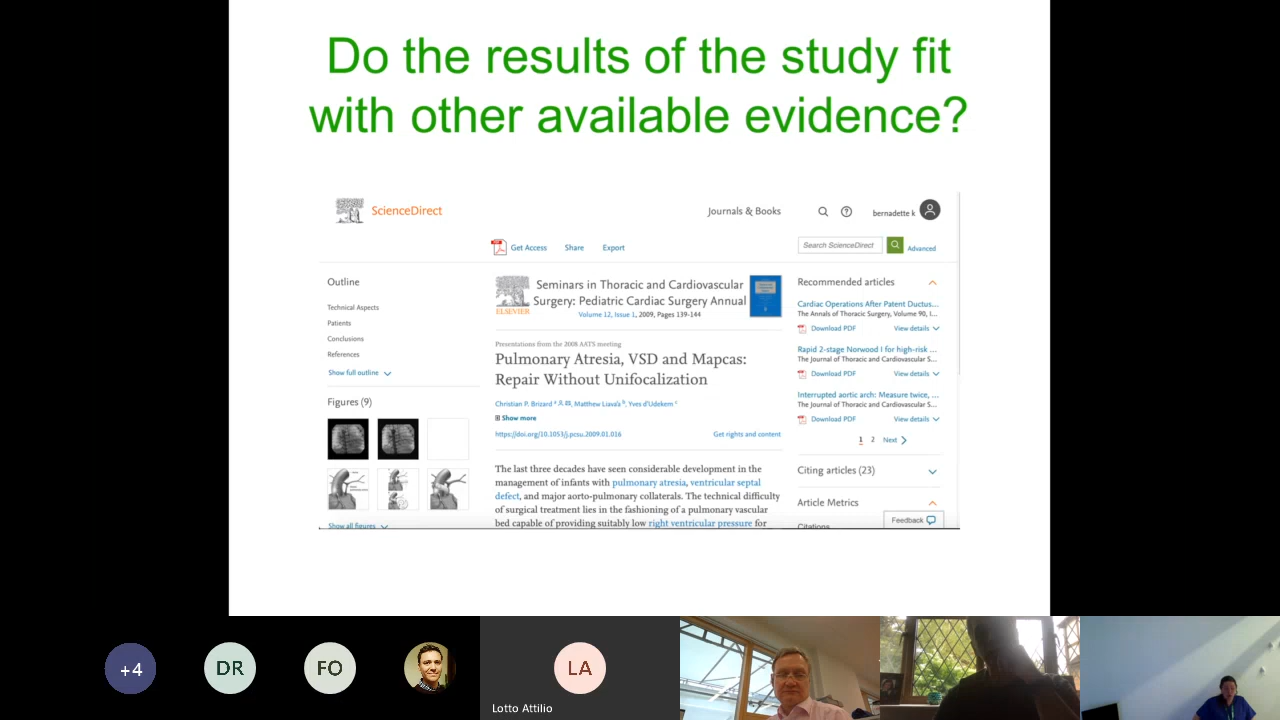 Do the results of the study fit
with other available evidence?
ScienceDirect
Journals & Books
bernadette k
Get Access
Share
Export
Search ScienceDirect
Advanced
Outline
Technical Aspects
Patients
Conclusions
References
Show full outline
Figures (9)
Show all figures
ELSEVIER
Seminars in Thoracic and Cardiovascular
Surgery: Pediatric Cardiac Surgery Annual
Volume 12, Issue 1, 2009, Pages 139-144
Presentations from the 2008 AATS meeting
Pulmonary Atresia, VSD and Mapcas:
Repair Without Unifocalization
Christian P. Brizard a, Matthew Liava'a b, Yves d'Udekem c
Show more
https://doi.org/10.1053/j.pcsu.2009.01.016
Get rights and content
The last three decades have seen considerable development in the
management of infants with pulmonary atresia, ventricular septal
defect, and major aorto-pulmonary collaterals. The technical difficulty
of surgical treatment lies in the fashioning of a pulmonary vascular
bed capable of providing suitably low right ventricular pressure for
Recommended articles
Cardiac Operations After Patent Ductus...
The Annals of Thoracic Surgery, Volume 90, I...
Download PDF
View details
Rapid 2-stage Norwood I for high-risk ...
The Journal of Thoracic and Cardiovascular S...
Download PDF
View details
Interrupted aortic arch: Measure twice, ...
The Journal of Thoracic and Cardiovascular S...
Download PDF
View details
1 2 Next
Citing articles (23)
Article Metrics
Feedback
Citations
+4
DR
FO
LA
Lotto Attilio